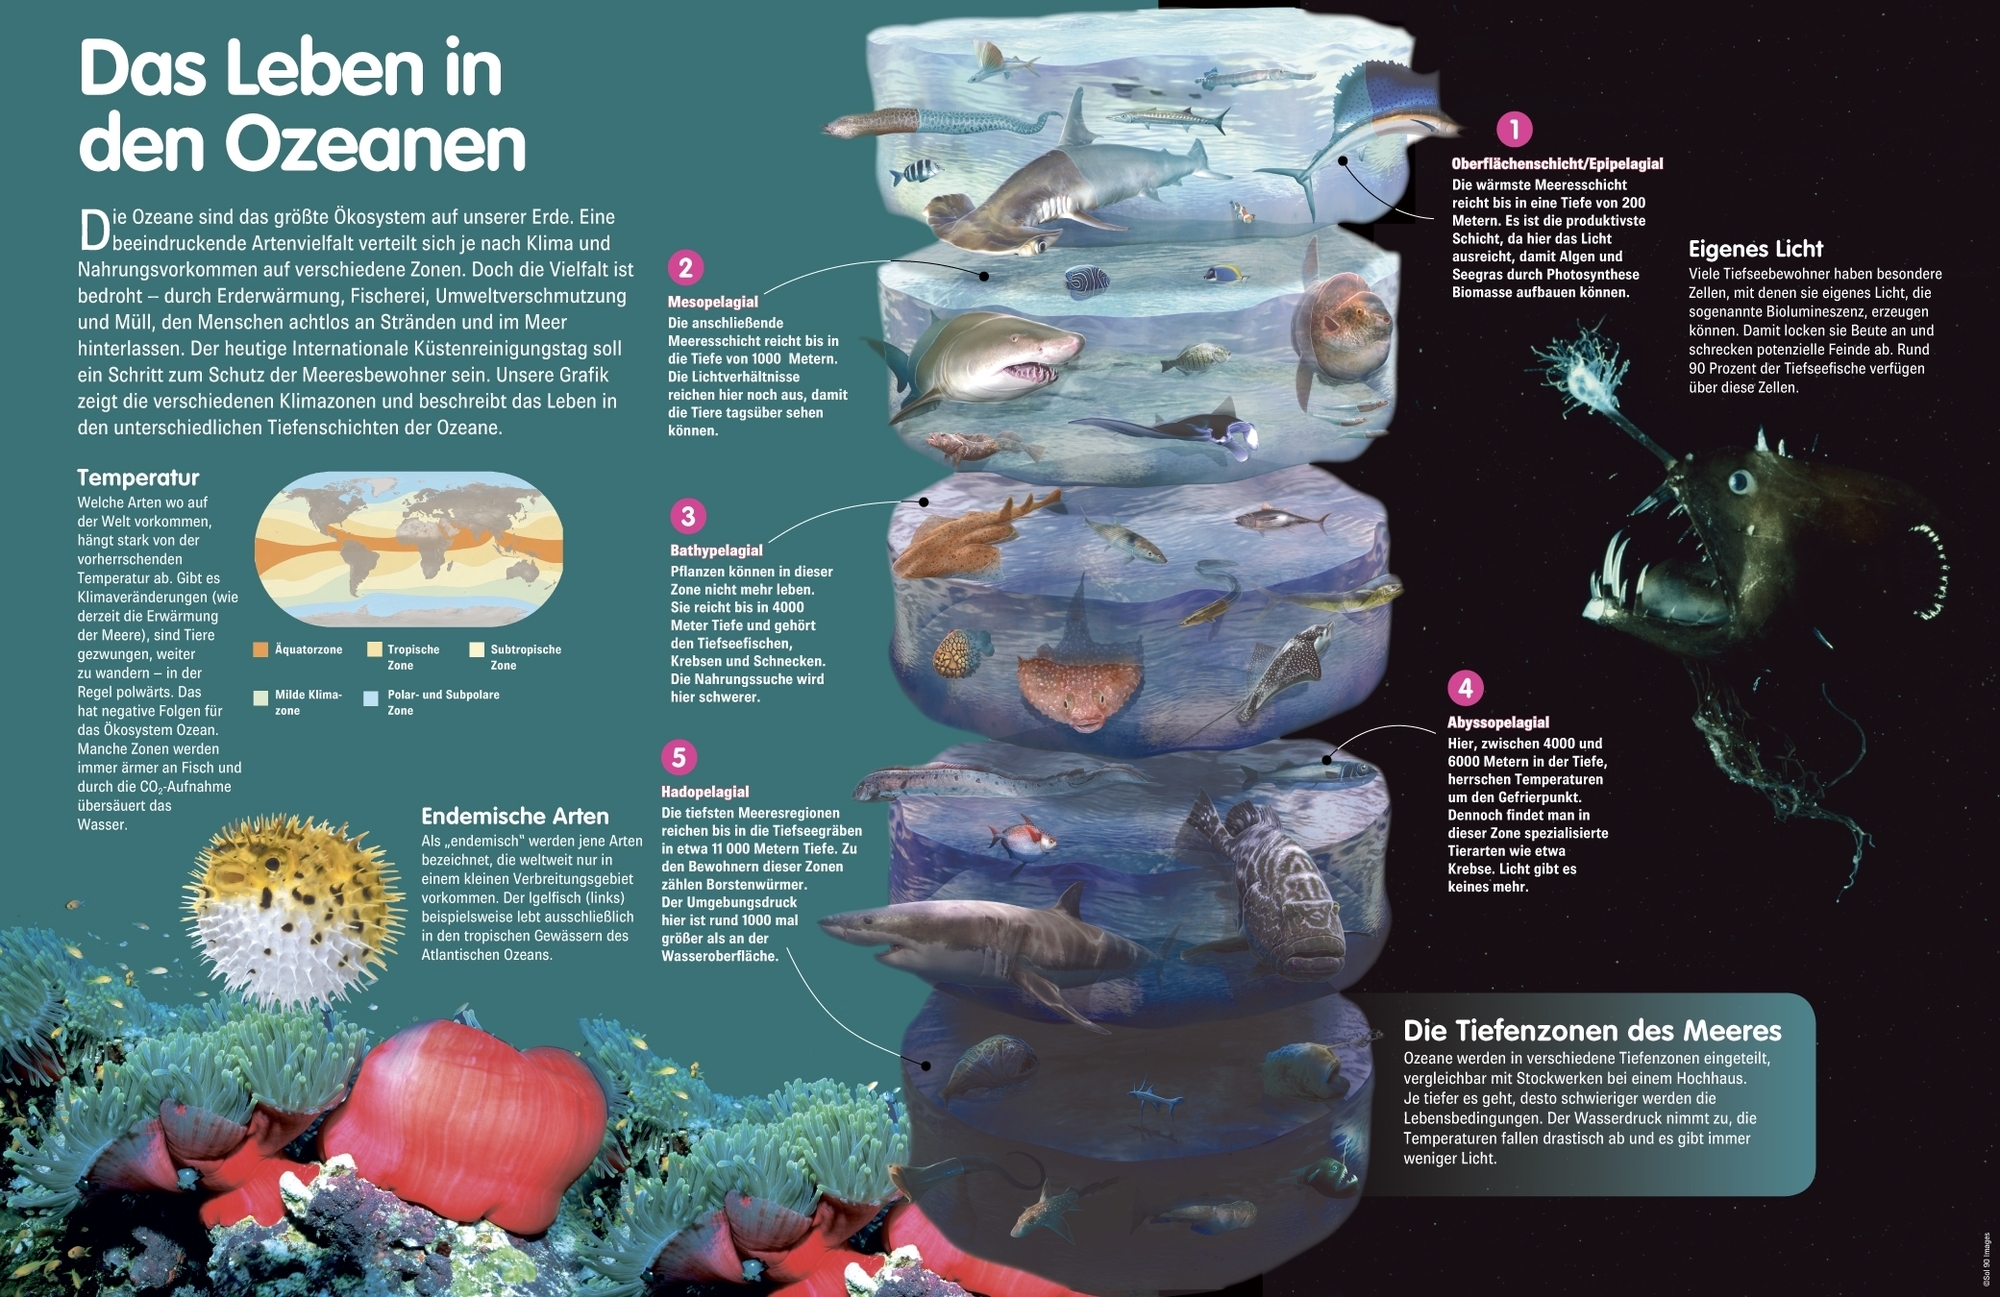 Das Leben in
den Ozeanen
Die Ozeane sind das größte Ökosystem auf unserer Erde. Eine
beeindruckende Artenvielfalt verteilt sich je nach Klima und
Nahrungsvorkommen auf verschiedene Zonen. Doch die Vielfalt ist
bedroht – durch Erderwärmung, Fischerei, Umweltverschmutzung
und Müll, den Menschen achtlos an Stränden und im Meer
hinterlassen. Der heutige Internationale Küstenreinigungstag soll
ein Schritt zum Schutz der Meeresbewohner sein. Unsere Grafik
zeigt die verschiedenen Klimazonen und beschreibt das Leben in
den unterschiedlichen Tiefenschichten der Ozeane.
Temperatur
Welche Arten wo auf
der Welt vorkommen,
hängt stark von der
vorherrschenden
Temperatur ab. Gibt es
Klimaveränderungen (wie
derzeit die Erwärmung
der Meere), sind Tiere
gezwungen, weiter
zu wandern – in der
Regel polwärts. Das
hat negative Folgen für
das Ökosystem Ozean.
Manche Zonen werden
immer ärmer an Fisch und
durch die CO₂-Aufnahme
übersäuert das
Wasser.
Äquatorzone
Tropische
Zone
Subtropische
Zone
Milde Klima-
zone
Polar- und Subpolare
Zone
Endemische Arten
Als „endemisch“ werden jene Arten
bezeichnet, die weltweit nur in
einem kleinen Verbreitungsgebiet
vorkommen. Der Igelfisch (links)
beispielsweise lebt ausschließlich
in den tropischen Gewässern des
Atlantischen Ozeans.
1
Oberflächenschicht/Epipelagial
Die wärmste Meeresschicht
reicht bis in eine Tiefe von 200
Metern. Es ist die produktivste
Schicht, da hier das Licht
ausreicht, damit Algen und
Seegras durch Photosynthese
Biomasse aufbauen können.
2
Mesopelagial
Die anschließende
Meeresschicht reicht bis in
die Tiefe von 1000 Metern.
Die Lichtverhältnisse
reichen hier noch aus, damit
die Tiere tagsüber sehen
können.
3
Bathypelagial
Pflanzen können in dieser
Zone nicht mehr leben.
Sie reicht bis in 4000
Meter Tiefe und gehört
den Tiefseefischen,
Krebsen und Schnecken.
Die Nahrungssuche wird
hier schwerer.
4
Abyssopelagial
Hier, zwischen 4000 und
6000 Metern in der Tiefe,
herrschen Temperaturen
um den Gefrierpunkt.
Dennoch findet man in
dieser Zone spezialisierte
Tierarten wie etwa
Krebse. Licht gibt es
keines mehr.
5
Hadopelagial
Die tiefsten Meeresregionen
reichen bis in die Tiefseegräben
in etwa 11 000 Metern Tiefe. Zu
den Bewohnern dieser Zonen
zählen Borstenwürmer.
Der Umgebungsdruck
hier ist rund 1000 mal
größer als an der
Wasseroberfläche.
Eigenes Licht
Viele Tiefseebewohner haben besondere
Zellen, mit denen sie eigenes Licht, die
sogenannte Biolumineszenz, erzeugen
können. Damit locken sie Beute an und
schrecken potenzielle Feinde ab. Rund
90 Prozent der Tiefseefische verfügen
über diese Zellen.
Die Tiefenzonen des Meeres
Ozeane werden in verschiedene Tiefenzonen eingeteilt,
vergleichbar mit Stockwerken bei einem Hochhaus.
Je tiefer es geht, desto schwieriger werden die
Lebensbedingungen. Der Wasserdruck nimmt zu, die
Temperaturen fallen drastisch ab und es gibt immer
weniger Licht.
©Sol 90 Images